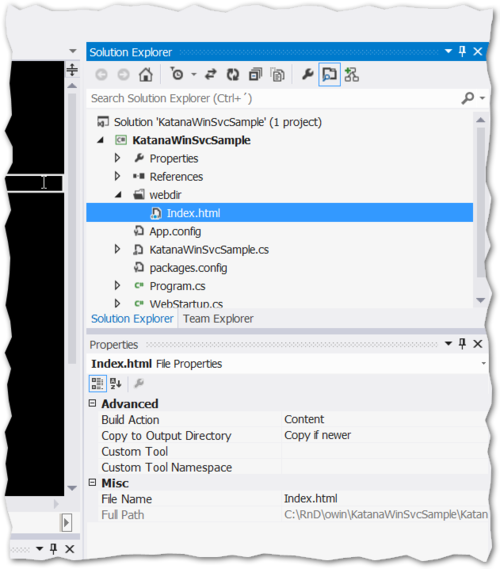 Solution Explorer
Search Solution Explorer (Ctrl+´)
Solution 'KatanaWinSvcSample' (1 project)
C# KatanaWinSvcSample
Properties
References
webdir
Index.html
App.config
KatanaWinSvcSample.cs
packages.config
C# Program.cs
C# WebStartup.cs
Solution Explorer Team Explorer
Properties
Index.html File Properties
Advanced
Build Action Content
Copy to Output Directory Copy if newer
Custom Tool
Custom Tool Namespace
Misc
File Name Index.html
Full Path C:\RnD\owin\KatanaWinSvcSample\Katan